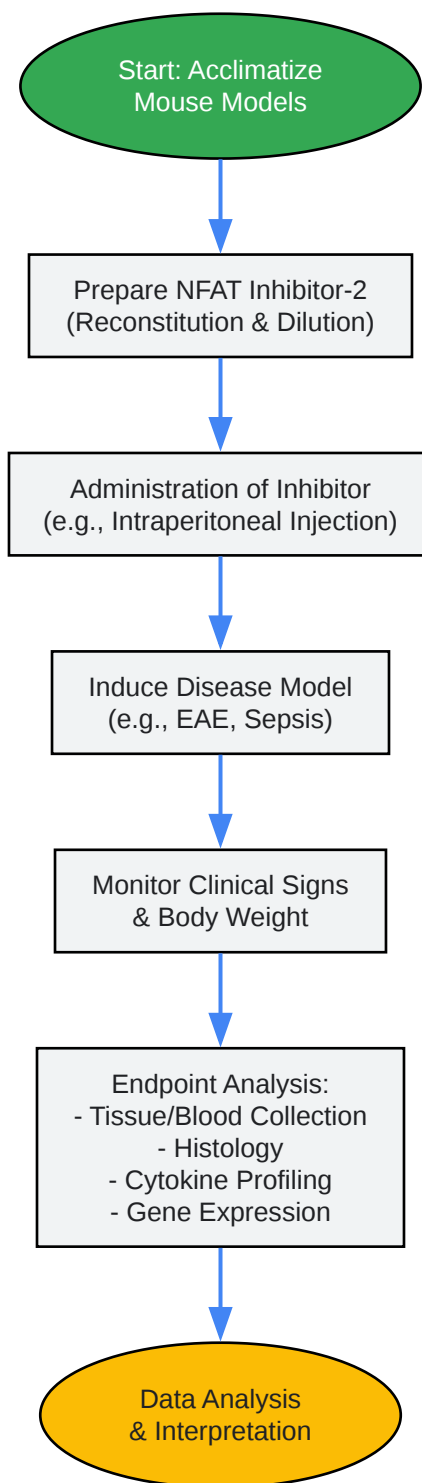 Start: Acclimatize
Mouse Models
Prepare NFAT Inhibitor-2
(Reconstitution & Dilution)
Administration of Inhibitor
(e.g., Intraperitoneal Injection)
Induce Disease Model
(e.g., EAE, Sepsis)
Monitor Clinical Signs
& Body Weight
Endpoint Analysis:
- Tissue/Blood Collection
- Histology
- Cytokine Profiling
- Gene Expression
Data Analysis
& Interpretation